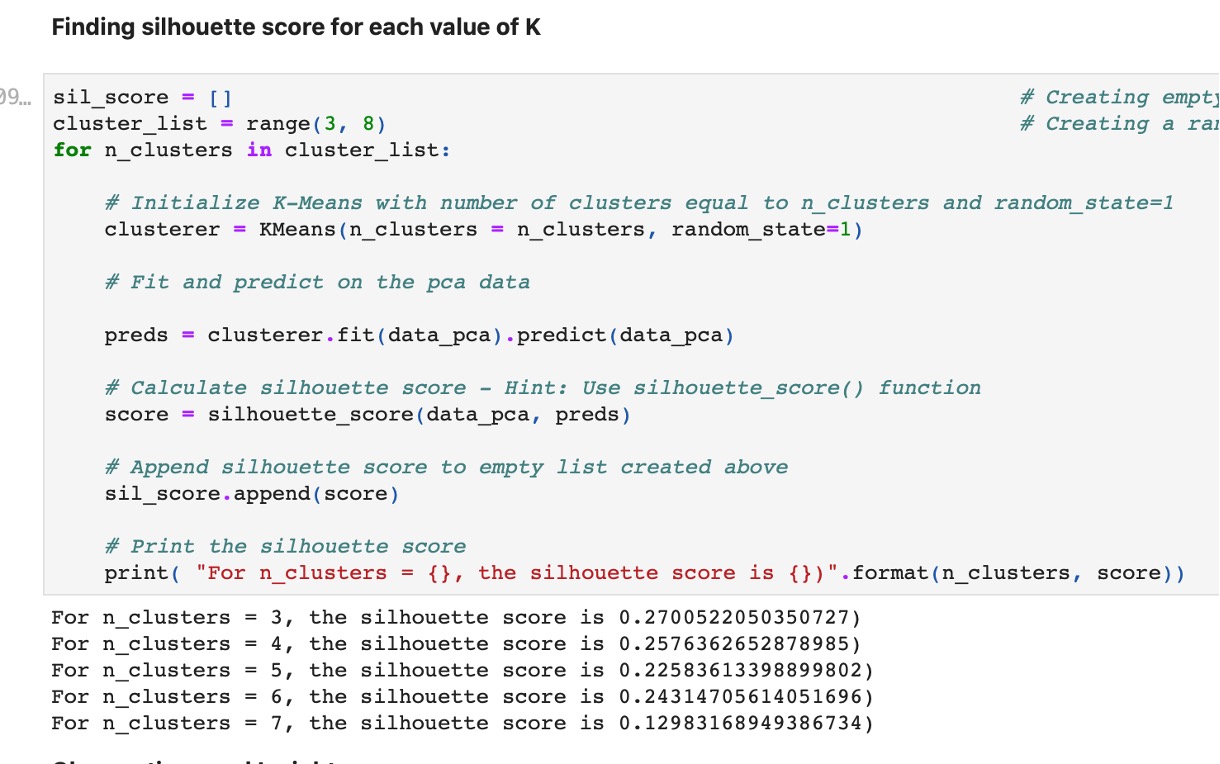 Finding silhouette score for each value of K
09…
sil_score = []                # Creating empty
cluster_list = range(3, 8)                # Creating a
for n_clusters in cluster_list:
    # Initialize K-Means with number of clusters equal to n_clusters and random_state=1
    clusterer = KMeans(n_clusters = n_clusters, random_state=1)
    # Fit and predict on the pca data
    preds = clusterer.fit(data_pca).predict(data_pca)
    # Calculate silhouette score - Hint: Use silhouette_score() function
    score = silhouette_score(data_pca, preds)
    # Append silhouette score to empty list created above
    sil_score.append(score)
    # Print the silhouette score
    print( "For n_clusters = {}, the silhouette score is {})".format(n_clusters, score))
For n_clusters = 3, the silhouette score is 0.2700522050350727)
For n_clusters = 4, the silhouette score is 0.2576362652878985)
For n_clusters = 5, the silhouette score is 0.22583613398899802)
For n_clusters = 6, the silhouette score is 0.24314705614051696)
For n_clusters = 7, the silhouette score is 0.12983168949386734)